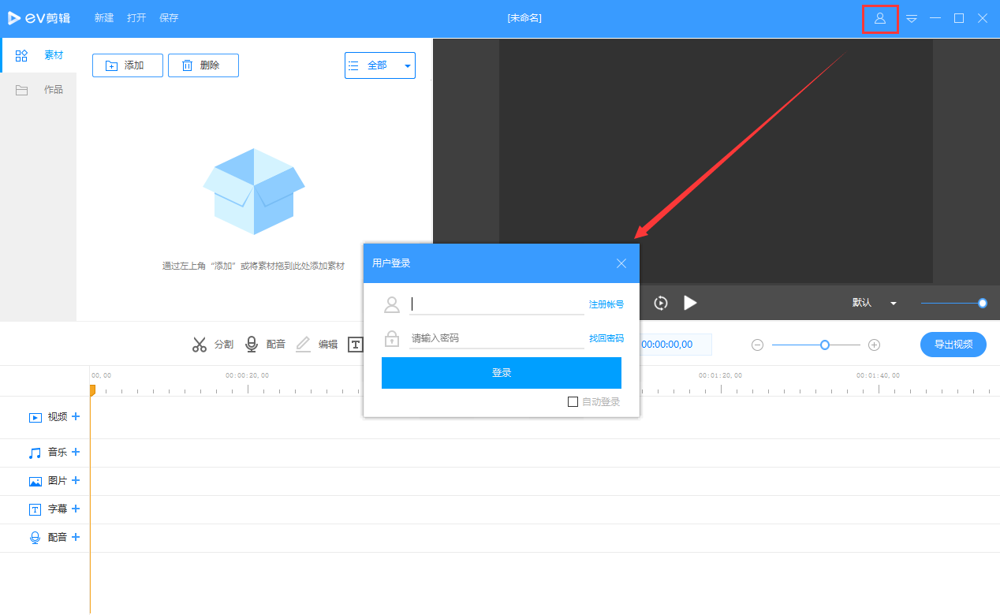 EV剪辑 新建 打开 保存 [未命名]
素材
作品
添加 删除 全部
通过左上角“添加”或将素材拖到此处添加素材
用户登录
注册帐号
请输入密码 找回密码
登录
自动登录
默认
分割 配音 编辑 T 00:00:00,00 导出视频
00, 00 00:00:20, 00 00:01:20, 00 00:01:40, 00
视频 +
音乐 +
图片 +
T 字幕 +
配音 +